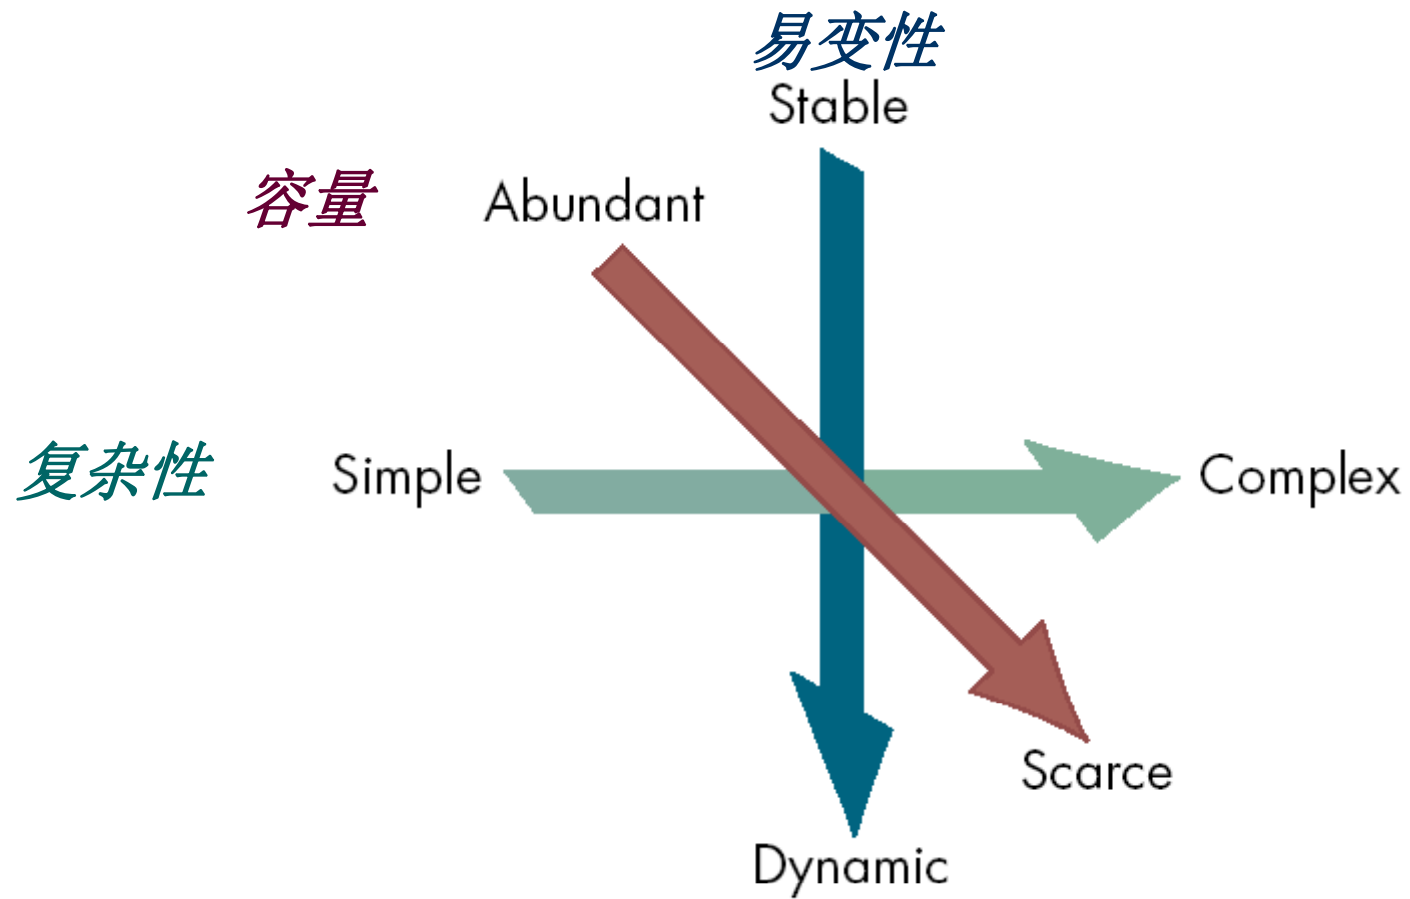 易变性
Stable
容量
Abundant
复杂性
Simple
Complex
Scarce
Dynamic